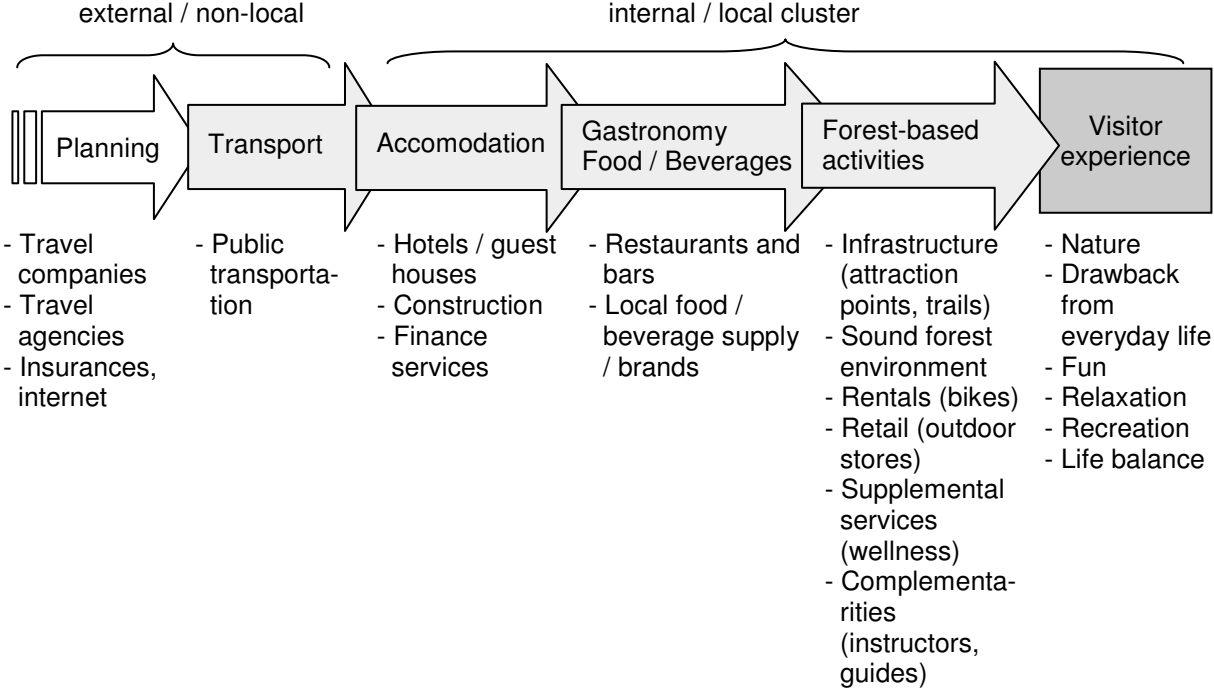 external / non-local
internal / local cluster
Planning
Transport
Accomodation
Gastronomy
Food / Beverages
Forest-based
activities
Visitor
experience
- Travel
companies
- Travel
agencies
- Insurances,
internet
- Public
transporta-
tion
- Hotels / guest
houses
- Construction
- Finance
services
- Restaurants and
bars
- Local food /
beverage supply
/ brands
- Infrastructure
(attraction
points, trails)
- Sound forest
environment
- Rentals (bikes)
- Retail (outdoor
stores)
- Supplemental
services
(wellness)
- Complementa-
rities
(instructors,
guides)
- Nature
- Drawback
from
everyday life
- Fun
- Relaxation
- Recreation
- Life balance